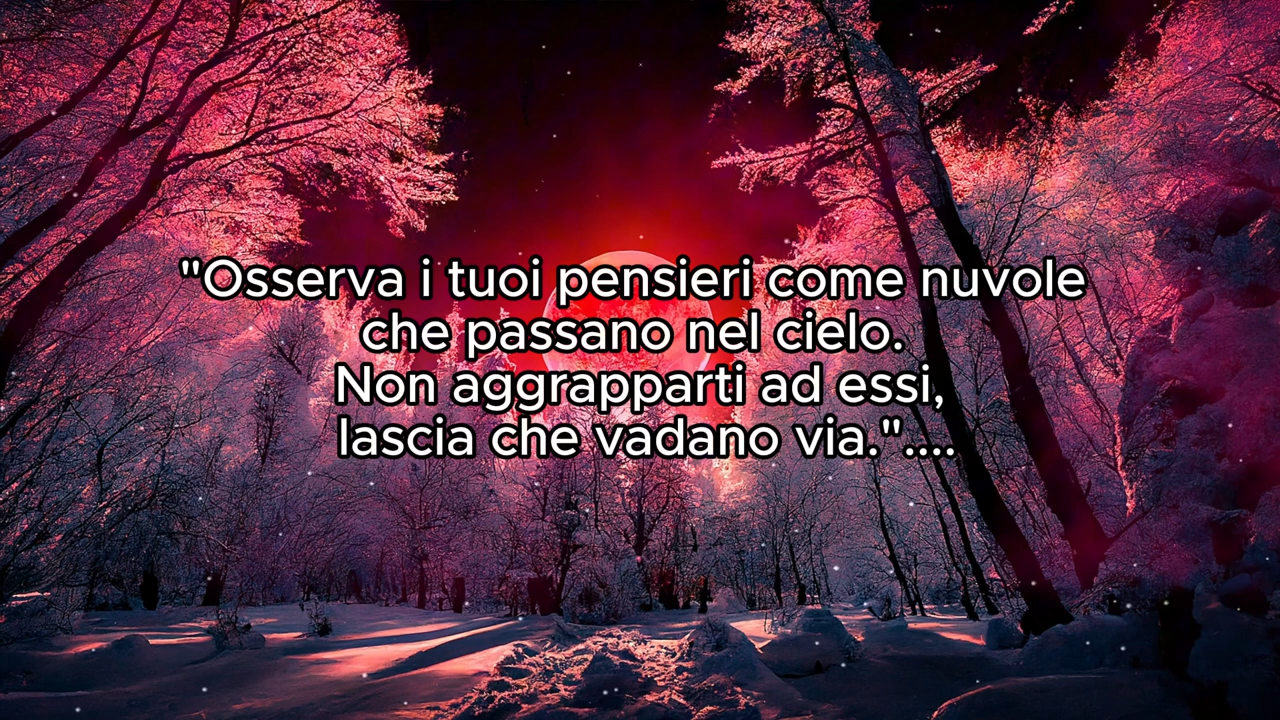 "Osserva i tuoi pensieri come nuvole
che passano nel cielo.
Non aggrapparti ad essi,
lascia che vadano via."....